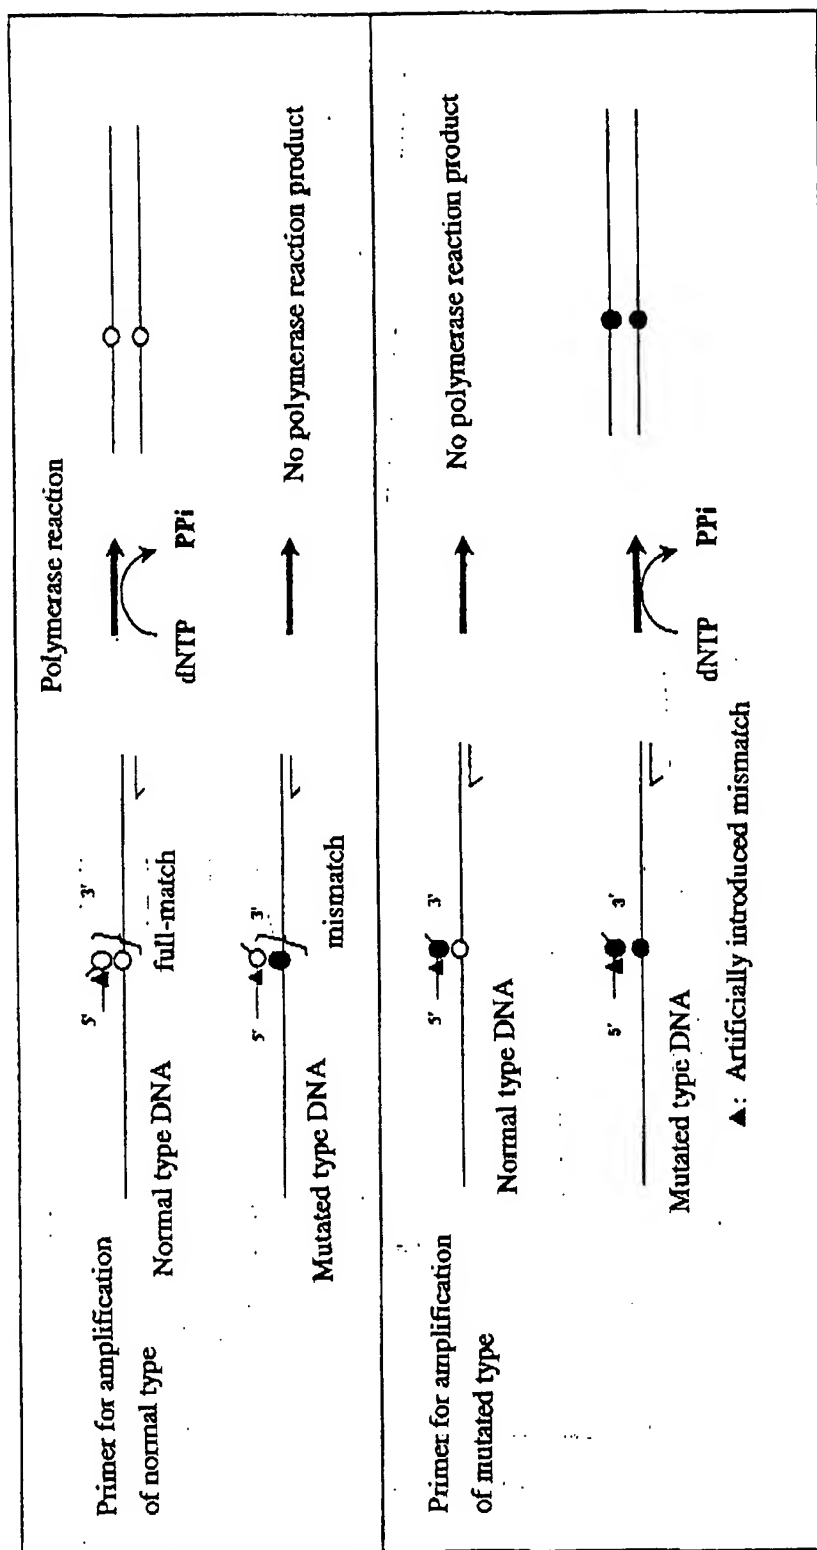 Primer for amplification
of normal type
Polymerase reaction
5'
3'
full-match
Normal type DNA
dNTP
PPi
5'
3'
mismatch
Mutated type DNA
No polymerase reaction product
Primer for amplification
of mutated type
5'
3'
Normal type DNA
No polymerase reaction product
5'
3'
Mutated type DNA
dNTP
PPi
▲: Artificially introduced mismatch